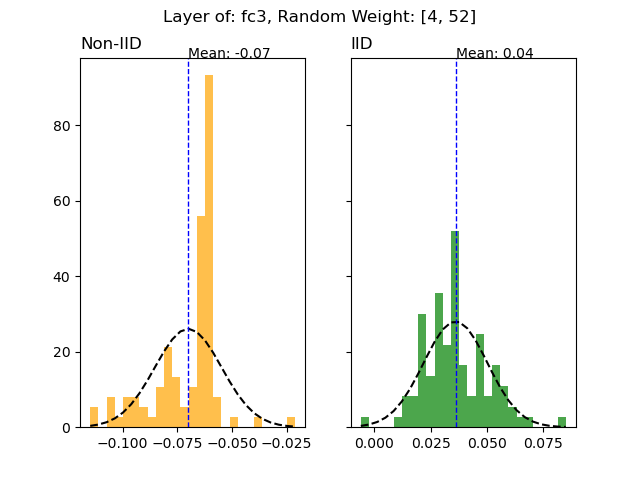 Layer of: fc3, Random Weight: [4, 52]
Non-IID
Mean: -0.07
IID
Mean: 0.04
80
60
40
20
0
−0.100 −0.075 −0.050 −0.025
0.000 0.025 0.050 0.075